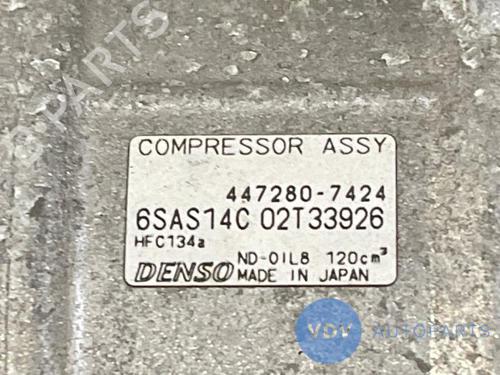 COMPRESSOR ASSY
447280-7424
6SAS14C 02T33926
HFC134a
ND-OIL8 120cm³
DENSO MADE IN JAPAN
VDV AUTOPARTS
PARTS